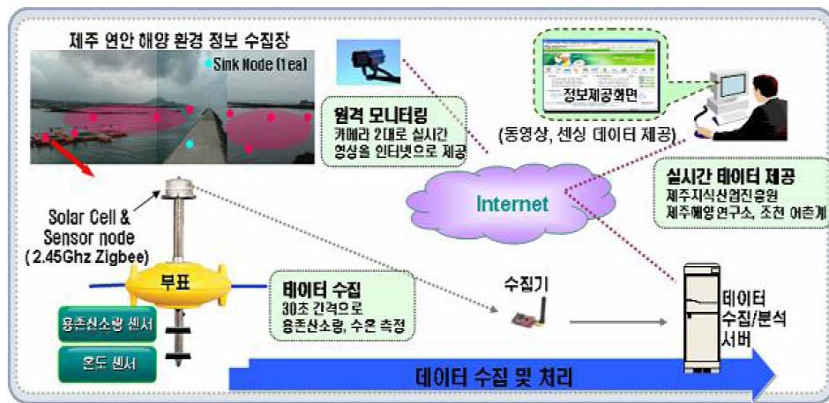 제주 연안 해양 환경 정보 수집장
Sink Node (1ea)
원격 모니터링
카메라 2대로 실시간
영상을 인터넷으로 제공
정보제공화면
(동영상, 센싱 데이터 제공)
실시간 데이터 제공
제주지식산업진흥원
제주해양연구소, 조천 어촌계
Internet
Solar Cell &
Sensor node
(2.45Ghz Zigbee)
부표
용존산소량 센서
온도 센서
데이터 수집
30초 간격으로
용존산소량, 수온 측정
수집기
데이터
수집/분석
서버
데이터 수집 및 처리